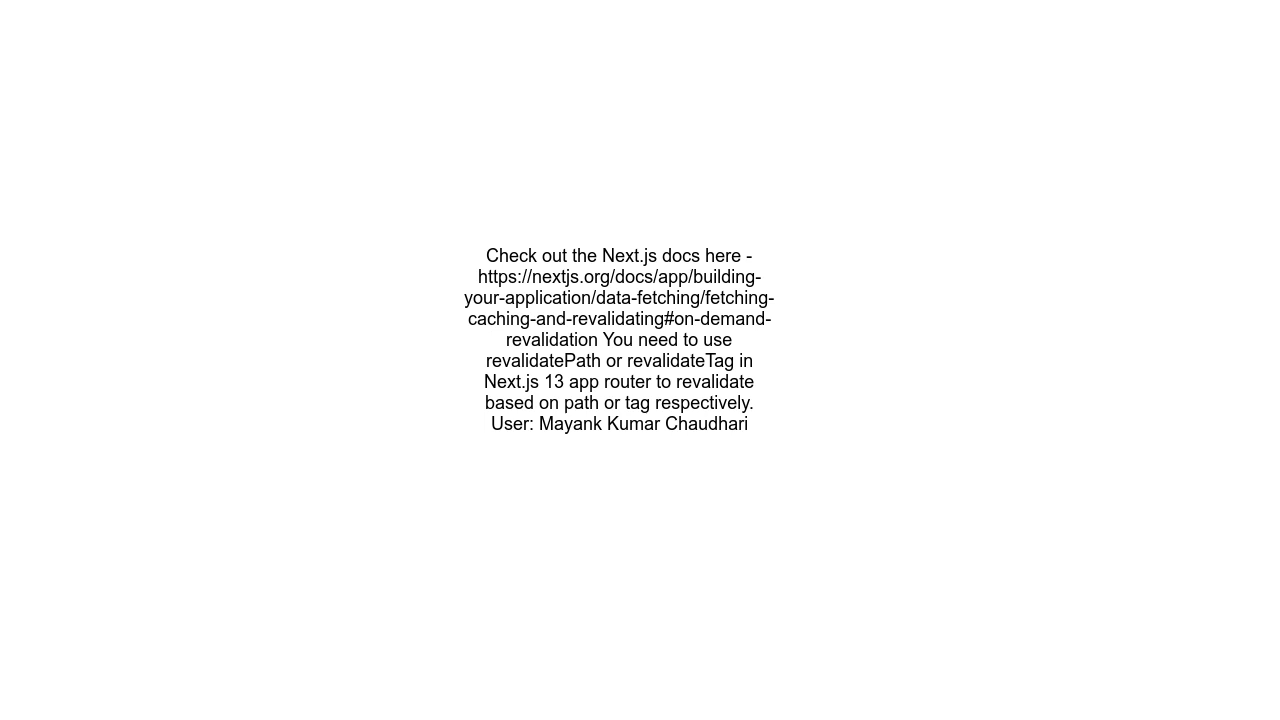 Check out the Next.js docs here -
https://nextjs.org/docs/app/building-
your-application/data-fetching/fetching-
caching-and-revalidating#on-demand-
revalidation You need to use
revalidatePath or revalidateTag in
Next.js 13 app router to revalidate
based on path or tag respectively.
User: Mayank Kumar Chaudhari